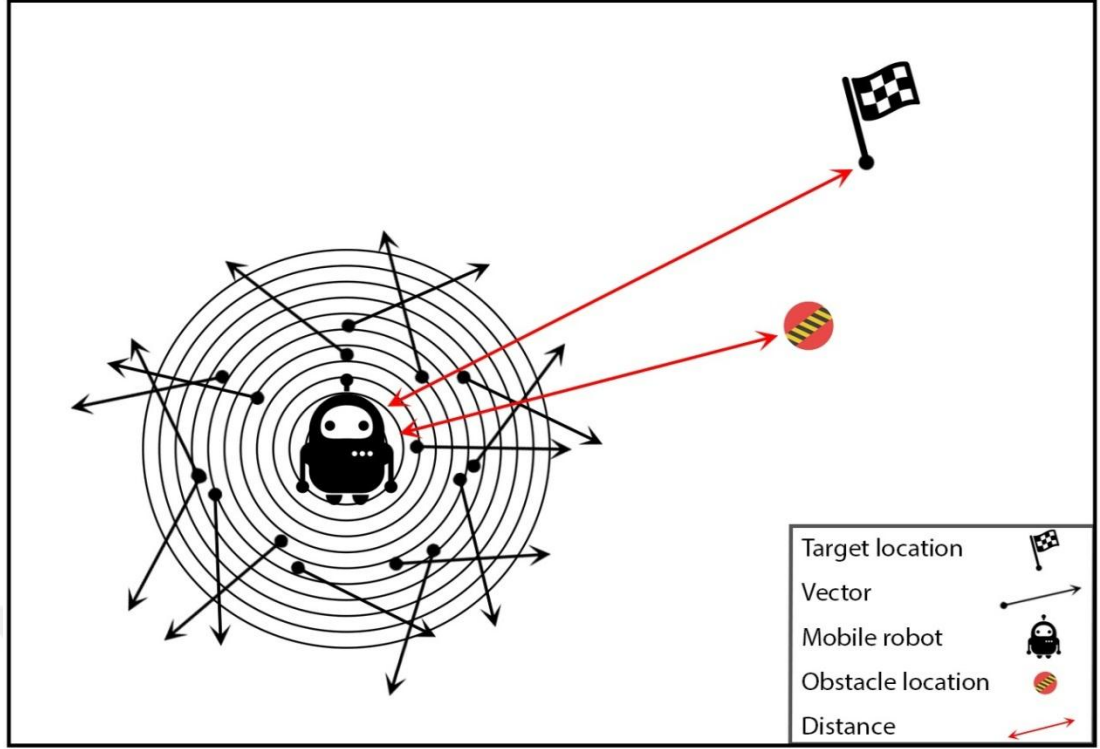 Target location
Vector
Mobile robot
Obstacle location
Distance